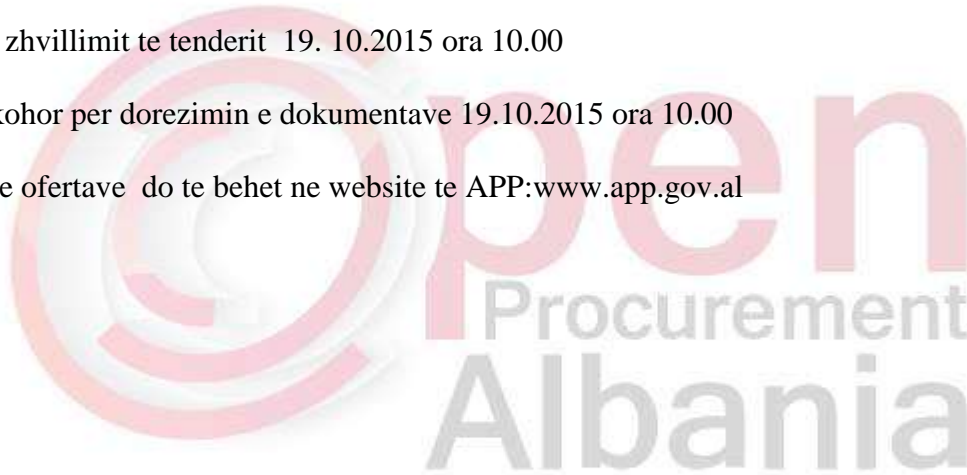 zhvillimit te tenderit 19. 10.2015 ora 10.00
kohor per dorezimin e dokumentave 19.10.2015 ora 10.00
e ofertave do te behet ne website te APP:www.app.gov.al
Open
Procurement
Albania